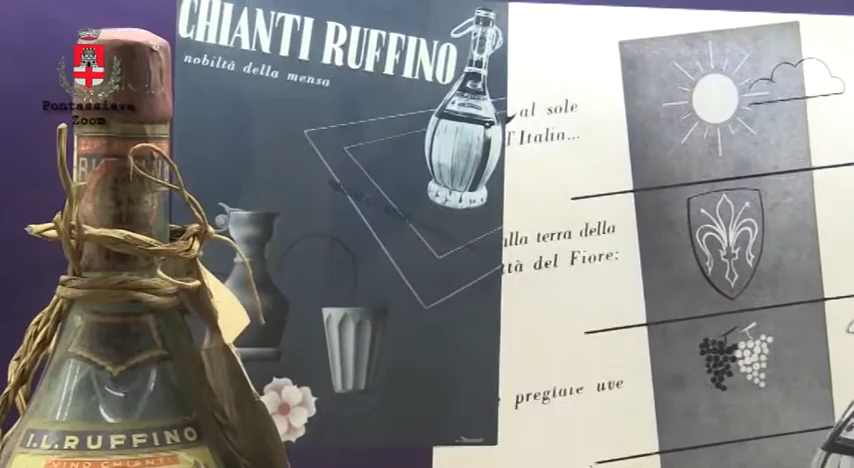 Pontassieve
Zoom
CHIANTI RUFFINO
nobiltà della mensa
al sole
l'Italia...
alla terra della
tà del Fiore:
pregiate uve
I.L.RUFFINO
VINO CHIANTI